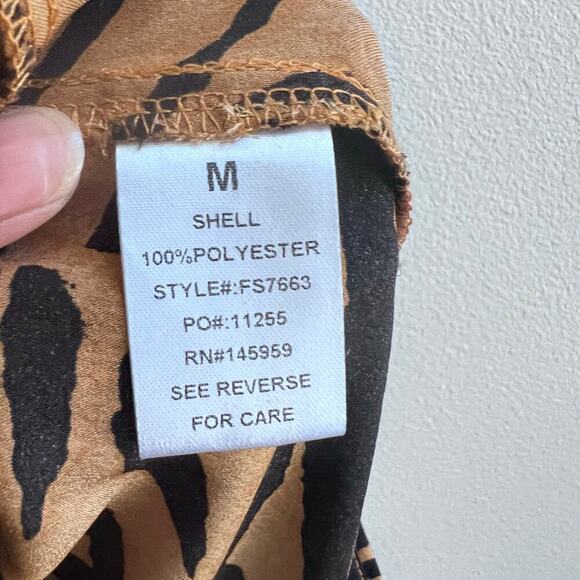 M
SHELL
100%POLYESTER
STYLE#:FS7663
PO#:11255
RN#145959
SEE REVERSE
FOR CARE